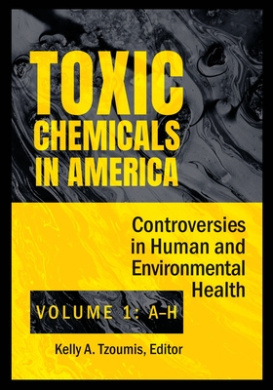 TOXIC
CHEMICALS
IN AMERICA
Controversies
in Human and
Environmental
Health
VOLUME 1: A–H
Kelly A. Tzoumis, Editor